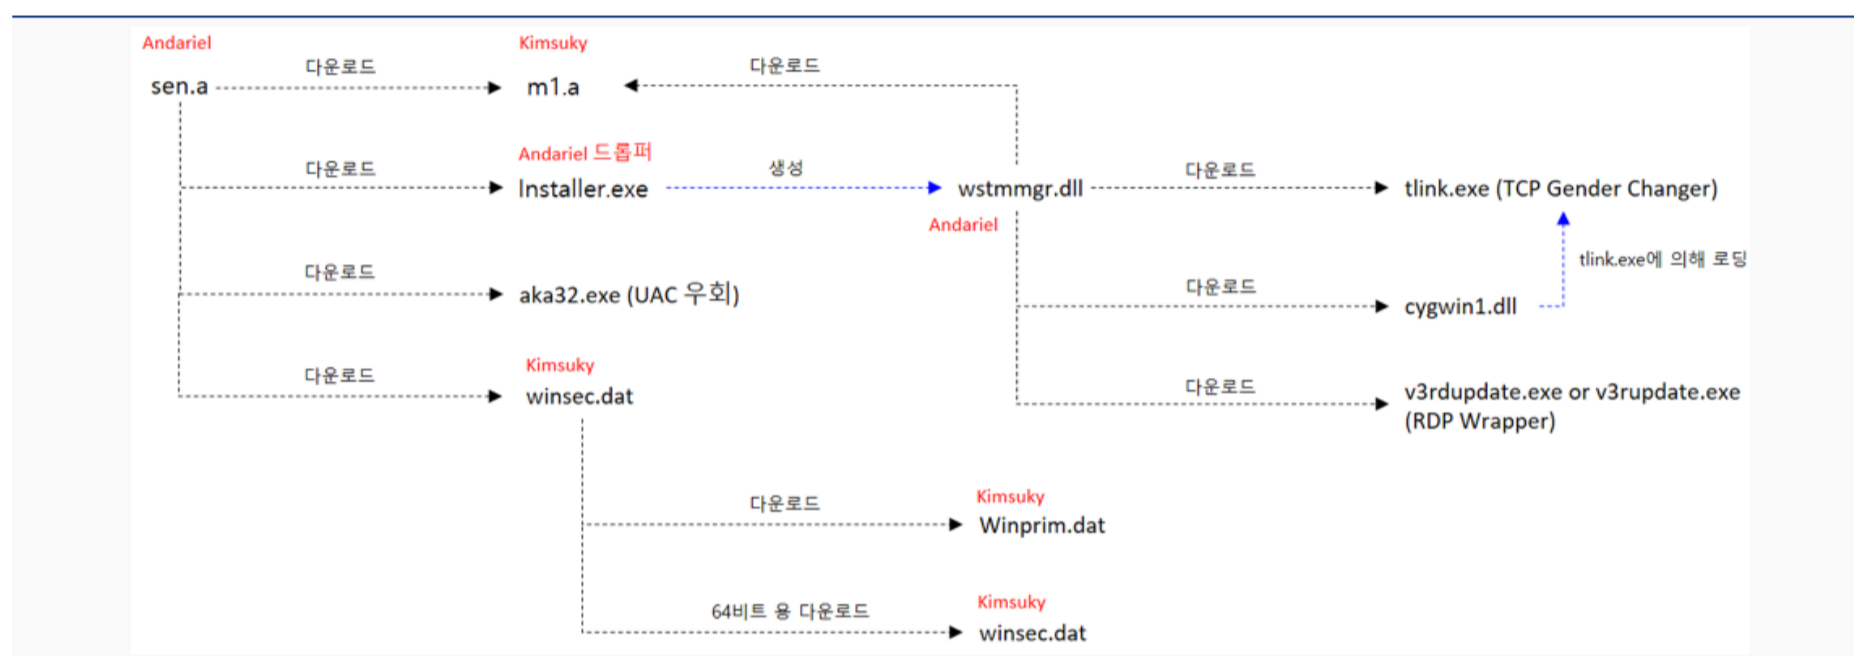 Andariel
Kimsuky
다운로드
다운로드
sen.a
m1.a
Andariel 드롭퍼
다운로드
생성
다운로드
Installer.exe
wstmmgr.dll
tlink.exe (TCP Gender Changer)
Andariel
tlink.exe에 의해 로딩
다운로드
다운로드
aka32.exe (UAC 우회)
cygwin1.dll
Kimsuky
다운로드
다운로드
winsec.dat
v3rdupdate.exe or v3rupdate.exe
(RDP Wrapper)
Kimsuky
다운로드
Winprim.dat
Kimsuky
64비트 용 다운로드
winsec.dat